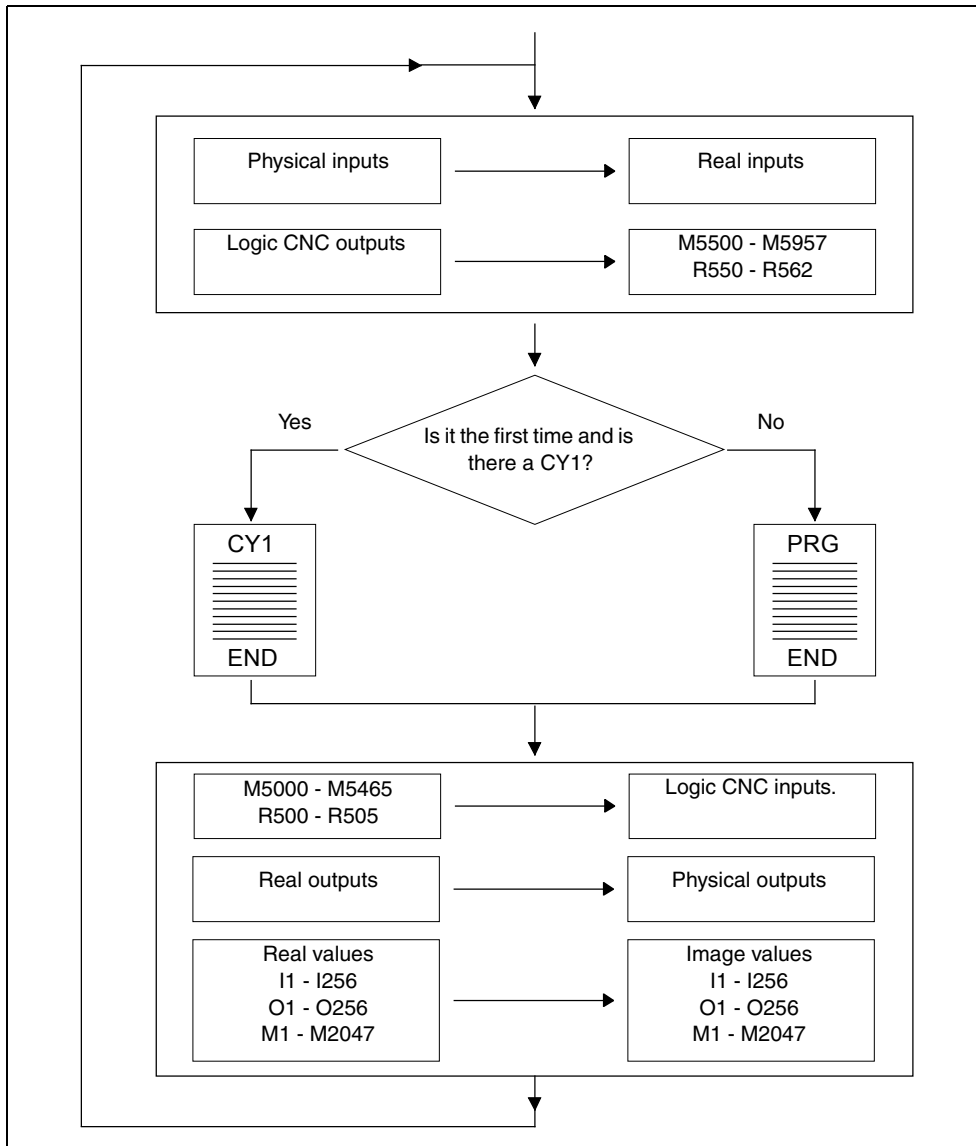 Physical inputs
Real inputs
Logic CNC outputs
M5500 - M5957
R550 - R562
Yes
No
Is it the first time and is
there a CY1?
CY1
END
PRG
END
M5000 - M5465
R500 - R505
Logic CNC inputs.
Real outputs
Physical outputs
Real values
I1 - I256
O1 - O256
M1 - M2047
Image values
I1 - I256
O1 - O256
M1 - M2047